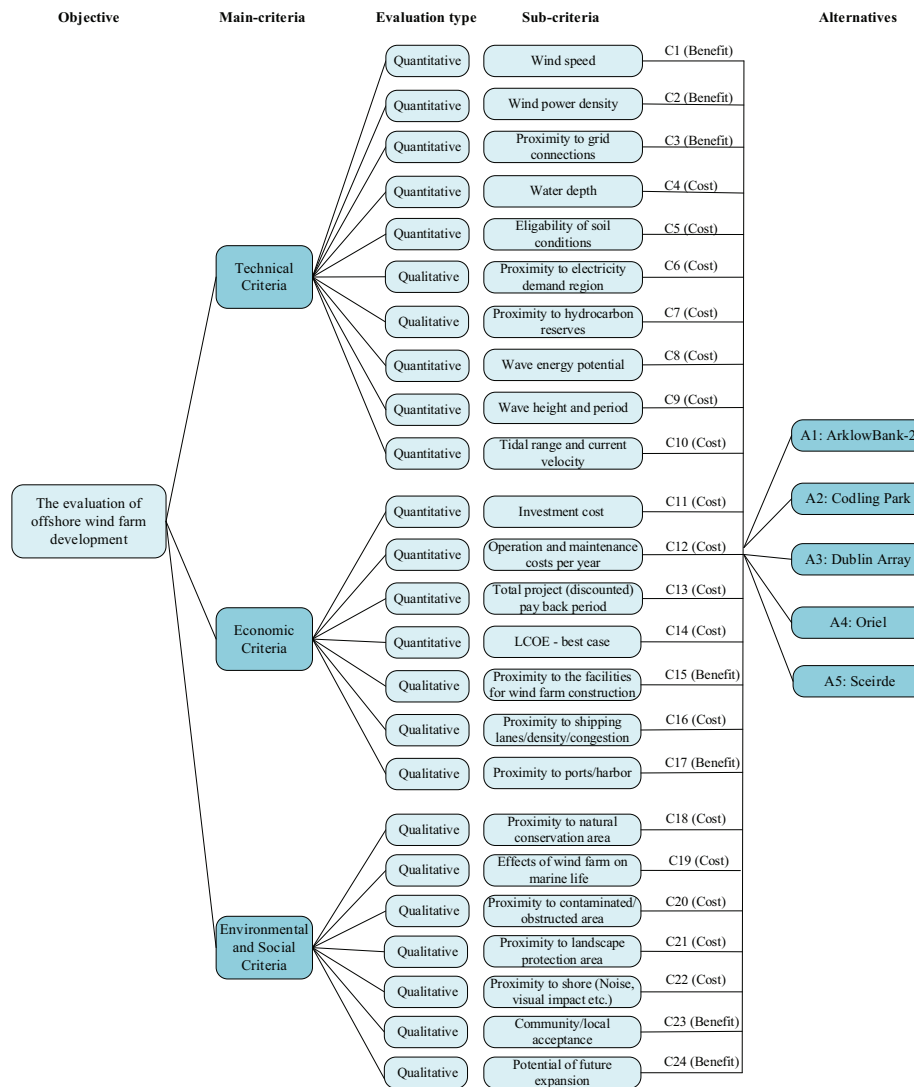 Objective
Main-criteria
Evaluation type
Sub-criteria
Alternatives
Quantitative
Wind speed
C1 (Benefit)
Quantitative
Wind power density
C2 (Benefit)
Quantitative
Proximity to grid
connections
C3 (Benefit)
Quantitative
Water depth
C4 (Cost)
Quantitative
Eligability of soil
conditions
C5 (Cost)
Qualitative
Proximity to electricity
demand region
C6 (Cost)
Qualitative
Proximity to hydrocarbon
reserves
C7 (Cost)
Quantitative
Wave energy potential
C8 (Cost)
Quantitative
Wave height and period
C9 (Cost)
Quantitative
Tidal range and current
velocity
C10 (Cost)
Technical
Criteria
The evaluation of
offshore wind farm
development
Quantitative
Investment cost
C11 (Cost)
Quantitative
Operation and maintenance
costs per year
C12 (Cost)
Quantitative
Total project (discounted)
pay back period
C13 (Cost)
Quantitative
LCOE - best case
C14 (Cost)
Qualitative
Proximity to the facilities
for wind farm construction
C15 (Benefit)
Qualitative
Proximity to shipping
lanes/density/congestion
C16 (Cost)
Qualitative
Proximity to ports/harbor
C17 (Benefit)
Economic
Criteria
Qualitative
Proximity to natural
conservation area
C18 (Cost)
Qualitative
Effects of wind farm on
marine life
C19 (Cost)
Qualitative
Proximity to contaminated/
obstructed area
C20 (Cost)
Qualitative
Proximity to landscape
protection area
C21 (Cost)
Qualitative
Proximity to shore (Noise,
visual impact etc.)
C22 (Cost)
Qualitative
Community/local
acceptance
C23 (Benefit)
Qualitative
Potential of future
expansion
C24 (Benefit)
Environmental
and Social
Criteria
A1: ArklowBank-2
A2: Codling Park
A3: Dublin Array
A4: Oriel
A5: Sceirde